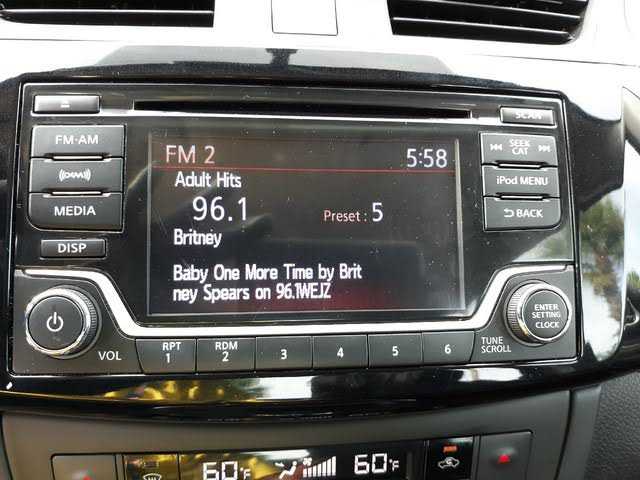 SCAN
FM·AM
SEEK
CAT
XM
iPod MENU
MEDIA
BACK
DISP
FM 2
5:58
Adult Hits
96.1
Preset : 5
Britney
Baby One More Time by Brit
ney Spears on 96.1WEJZ
VOL
RPT
1
RDM
2
3
4
5
6
TUNE
SCROLL
ENTER
SETTING
CLOCK
60°F
60°F